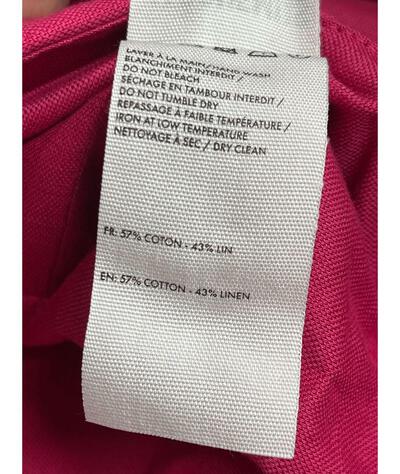 LAVER À LA MAIN/HAND WASH
BLANCHIMENT INTERDIT /
DO NOT BLEACH
SÉCHAGE EN TAMBOUR INTERDIT /
DO NOT TUMBLE DRY
REPASSAGE À FAIBLE TEMPÉRATURE /
IRON AT LOW TEMPERATURE
NETTOYAGE À SEC / DRY CLEAN
FR: 57% COTON - 43% LIN
EN: 57% COTTON - 43% LINEN